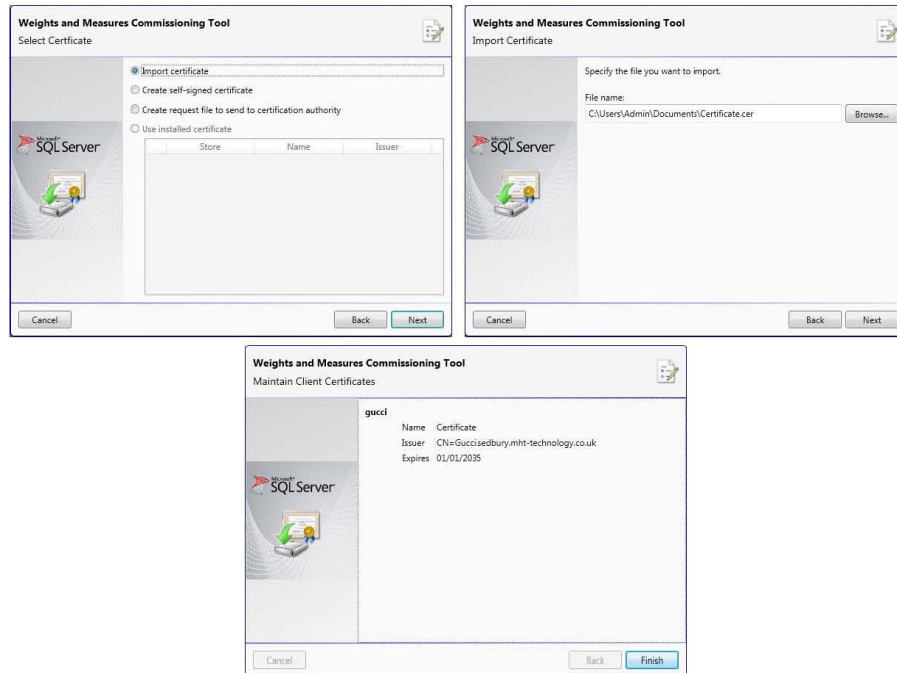 Weights and Measures Commissioning Tool
Select Certficate
Import certificate
Create self-signed certificate
Create request file to send to certification authority
Use installed certificate
Store Name Issuer
Microsoft®
SQL Server
Cancel Back Next
Weights and Measures Commissioning Tool
Import Certificate
Specify the file you want to import.
File name:
C:\Users\Admin\Documents\Certificate.cer Browse...
Microsoft®
SQL Server
Cancel Back Next
Weights and Measures Commissioning Tool
Maintain Client Certificates
gucci
Name Certificate
Issuer CN=Gucci.sedbury.mht-technology.co.uk
Expires 01/01/2035
Microsoft®
SQL Server
Cancel Back Finish